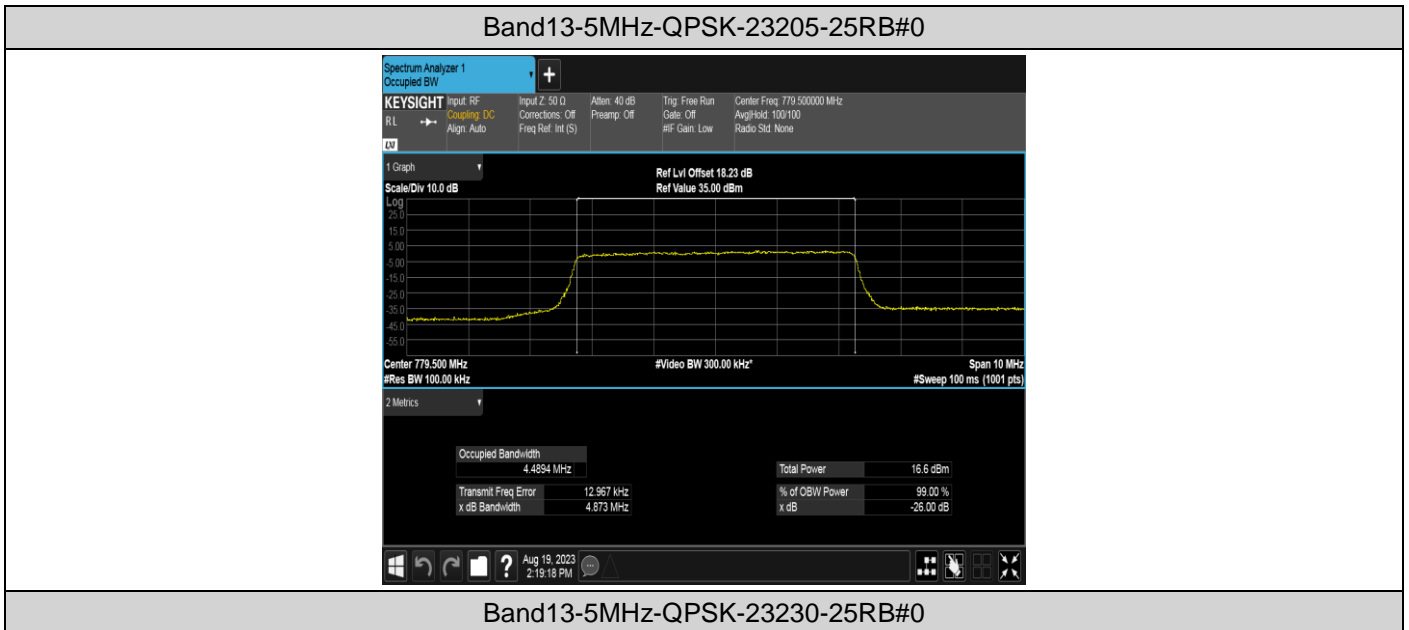 Band13-5MHz-QPSK-23205-25RB#0
Spectrum Analyzer 1
Occupied BW
KEYSIGHT Input: RF Input Z: 50 Ω Atten: 40 dB Trig: Free Run Center Freq: 779.500000 MHz
RL Coupling: DC Corrections: Off Preamp: Off Gate: Off Avg|Hold: 100/100
Align: Auto Freq Ref: Int (S) #IF Gain: Low Radio Std: None
LXI
1 Graph
Ref Lvl Offset 18.23 dB
Scale/Div 10.0 dB Ref Value 35.00 dBm
Log
25.0
15.0
5.00
-5.00
-15.0
-25.0
-35.0
-45.0
-55.0
Center 779.500 MHz #Video BW 300.00 kHz* Span 10 MHz
#Res BW 100.00 kHz #Sweep 100 ms (1001 pts)
2 Metrics
Occupied Bandwidth
4.4894 MHz Total Power 16.6 dBm
Transmit Freq Error 12.967 kHz % of OBW Power 99.00 %
x dB Bandwidth 4.873 MHz x dB -26.00 dB
? Aug 19, 2023
2:19:18 PM
Band13-5MHz-QPSK-23230-25RB#0